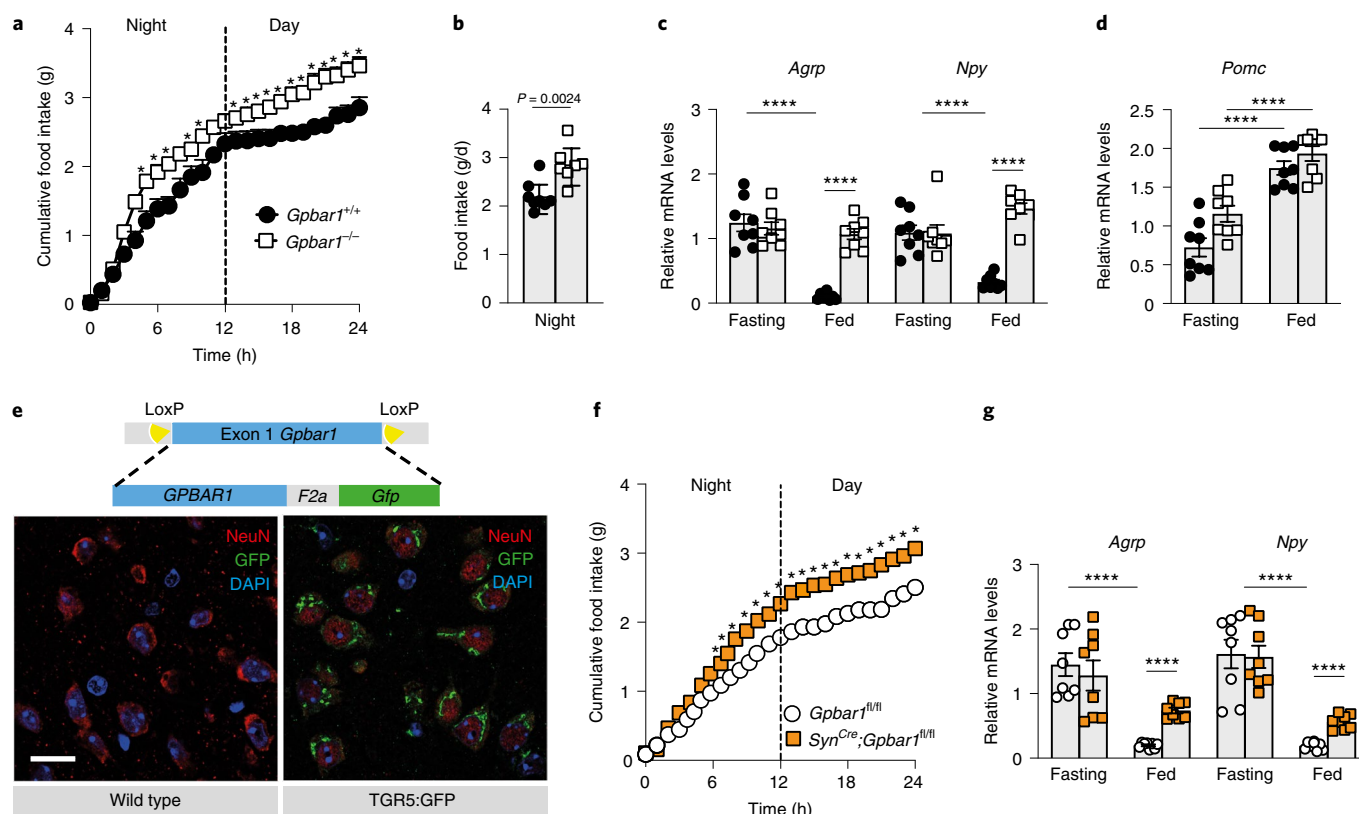 a
Night Day
Cumulative food intake (g)
4
3
2
1
0
Gpbar1+/+
Gpbar1−/−
0 6 12 18 24
Time (h)
b
P = 0.0024
Food intake (g/d)
4
3
2
1
0
Night
c
Agrp Npy
**** ****
**** ****
Relative mRNA levels
3
2
1
0
Fasting Fed Fasting Fed
d
Pomc
****
****
Relative mRNA levels
2.5
2.0
1.5
1.0
0.5
0
Fasting Fed
e
LoxP LoxP
Exon 1 Gpbar1
GPBAR1 F2a Gfp
NeuN NeuN
GFP GFP
DAPI DAPI
Wild type TGR5:GFP
f
Night Day
Cumulative food intake (g)
4
3
2
1
0
Gpbar1fl/fl
SynCre;Gpbar1fl/fl
0 6 12 18 24
Time (h)
g
Agrp Npy
**** ****
**** ****
Relative mRNA levels
3
2
1
0
Fasting Fed Fasting Fed